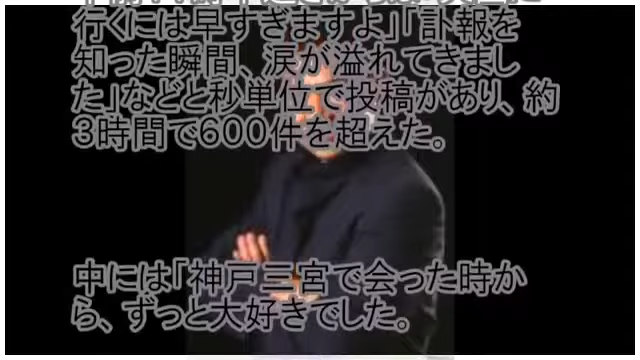 行くには早すぎますよ」「訃報を
知った瞬間、涙が溢れてきまし
た」などと秒単位で投稿があり、約
３時間で６００件を超えた。
中には「神戸三宮で会った時か
ら、ずっと大好きでした。